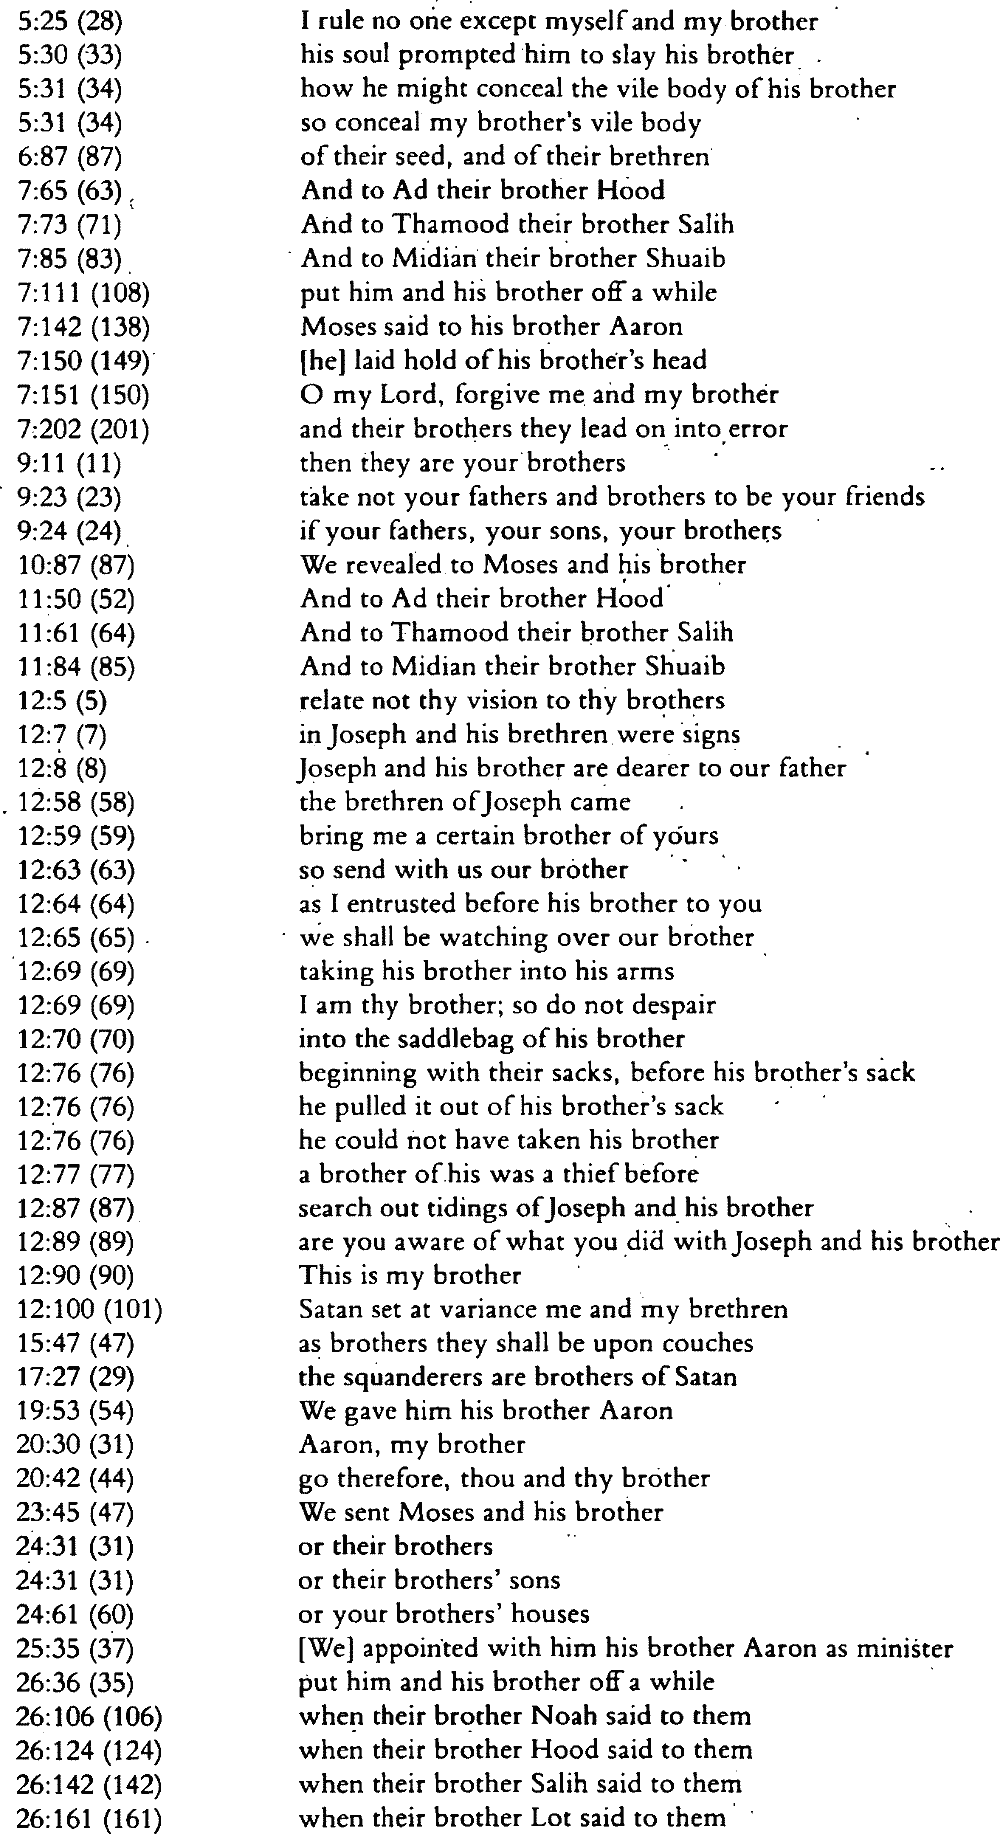 5:25 (28) I rule no one except myself and my brother
5:30 (33) his soul prompted him to slay his brother
5:31 (34) how he might conceal the vile body of his brother
5:31 (34) so conceal my brother's vile body
6:87 (87) of their seed, and of their brethren
7:65 (63) And to Ad their brother Hood
7:73 (71) And to Thamood their brother Salih
7:85 (83) And to Midian their brother Shuaib
7:111 (108) put him and his brother off a while
7:142 (138) Moses said to his brother Aaron
7:150 (149) [he] laid hold of his brother's head
7:151 (150) O my Lord, forgive me and my brother
7:202 (201) and their brothers they lead on into error
9:11 (11) then they are your brothers
9:23 (23) take not your fathers and brothers to be your friends
9:24 (24) if your fathers, your sons, your brothers
10:87 (87) We revealed to Moses and his brother
11:50 (52) And to Ad their brother Hood
11:61 (64) And to Thamood their brother Salih
11:84 (85) And to Midian their brother Shuaib
12:5 (5) relate not thy vision to thy brothers
12:7 (7) in Joseph and his brethren were signs
12:8 (8) Joseph and his brother are dearer to our father
12:58 (58) the brethren of Joseph came
12:59 (59) bring me a certain brother of yours
12:63 (63) so send with us our brother
12:64 (64) as I entrusted before his brother to you
12:65 (65) we shall be watching over our brother
12:69 (69) taking his brother into his arms
12:69 (69) I am thy brother; so do not despair
12:70 (70) into the saddlebag of his brother
12:76 (76) beginning with their sacks, before his brother's sack
12:76 (76) he pulled it out of his brother's sack
12:76 (76) he could not have taken his brother
12:77 (77) a brother of his was a thief before
12:87 (87) search out tidings of Joseph and his brother
12:89 (89) are you aware of what you did with Joseph and his brother
12:90 (90) This is my brother
12:100 (101) Satan set at variance me and my brethren
15:47 (47) as brothers they shall be upon couches
17:27 (29) the squanderers are brothers of Satan
19:53 (54) We gave him his brother Aaron
20:30 (31) Aaron, my brother
20:42 (44) go therefore, thou and thy brother
23:45 (47) We sent Moses and his brother
24:31 (31) or their brothers
24:31 (31) or their brothers' sons
24:61 (60) or your brothers' houses
25:35 (37) [We] appointed with him his brother Aaron as minister
26:36 (35) put him and his brother off a while
26:106 (106) when their brother Noah said to them
26:124 (124) when their brother Hood said to them
26:142 (142) when their brother Salih said to them
26:161 (161) when their brother Lot said to them